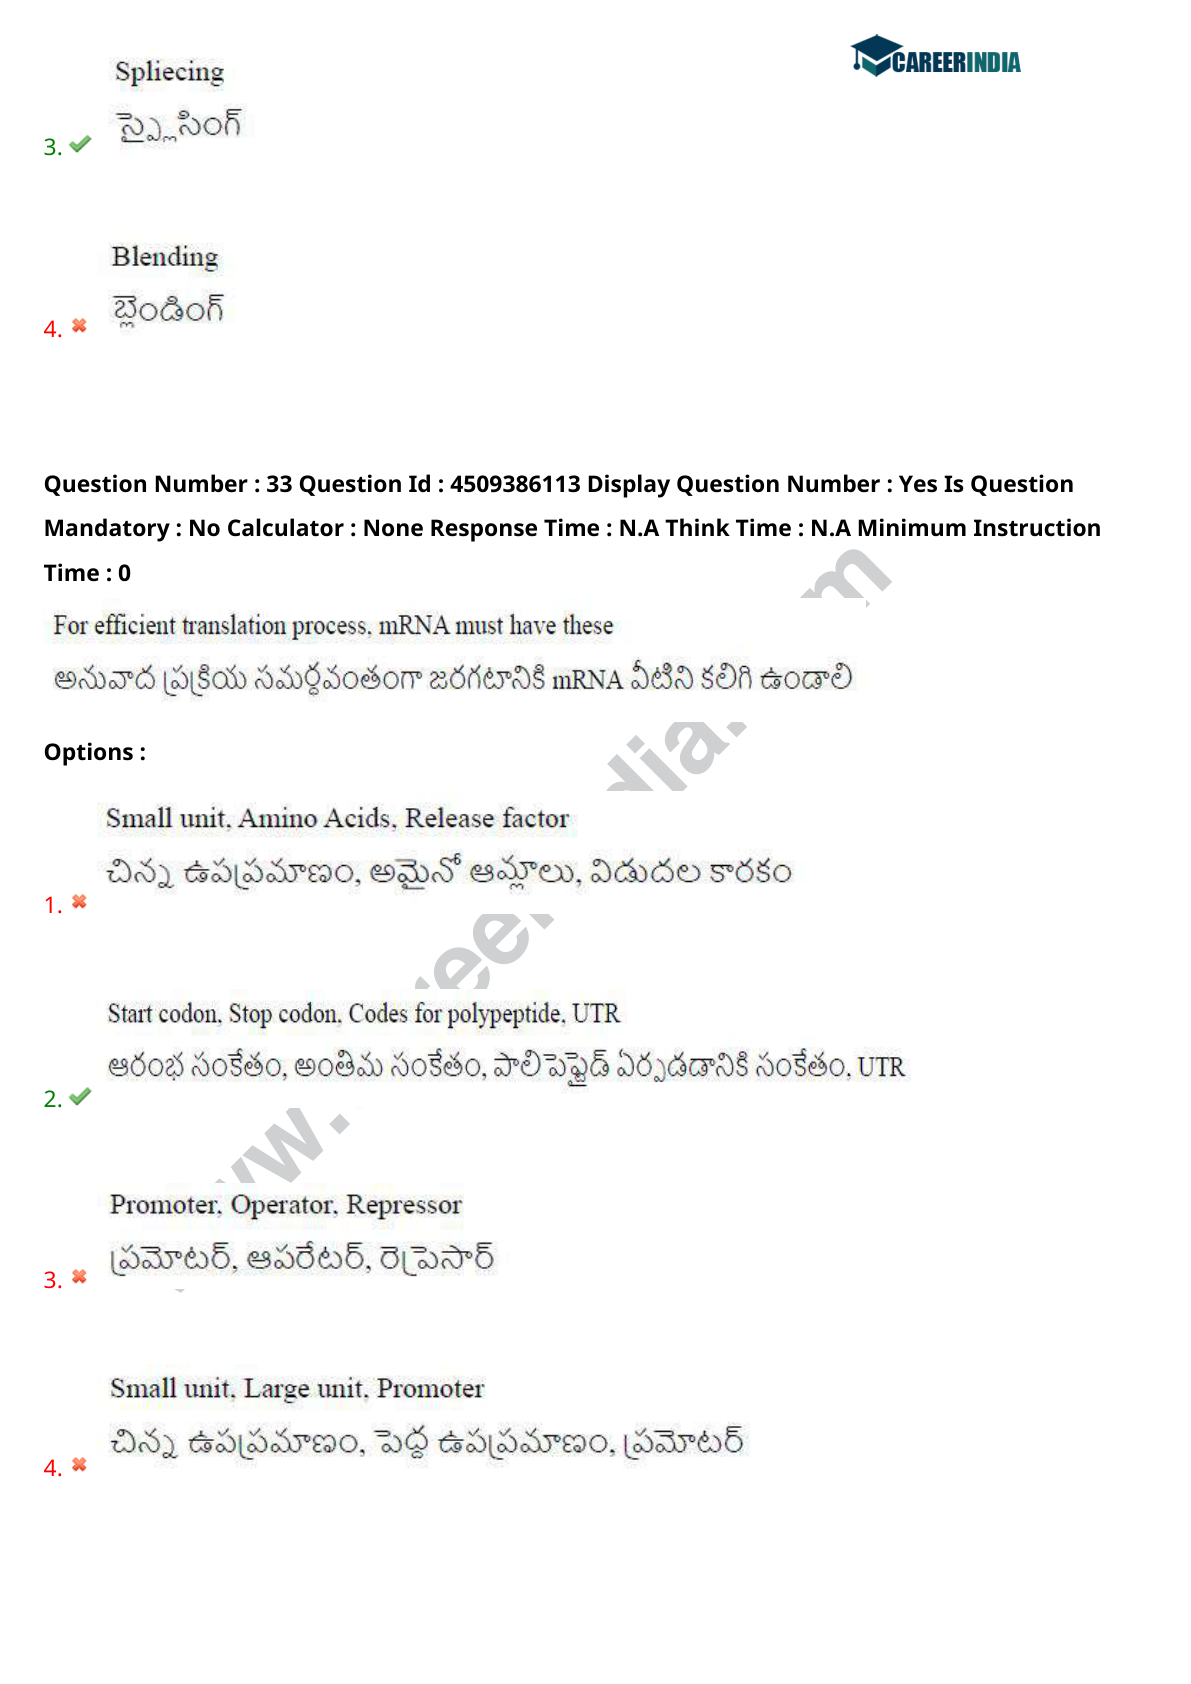 CAREERINDIA
Spliecing
స్ప్లైసింగ్
3.
Blending
బ్లెండింగ్
4.
Question Number : 33 Question Id : 4509386113 Display Question Number : Yes Is Question
Mandatory : No Calculator : None Response Time : N.A Think Time : N.A Minimum Instruction
Time : 0
For efficient translation process, mRNA must have these
అనువాద ప్రక్రియ సమర్థవంతంగా జరగటానికి mRNA వీటిని కలిగి ఉండాలి
Options :
Small unit, Amino Acids, Release factor
చిన్న ఉపప్రమాణం, అమైనో ఆమ్లాలు, విడుదల కారకం
1.
Start codon, Stop codon, Codes for polypeptide, UTR
ఆరంభ సంకేతం, అంతిమ సంకేతం, పాలిపెప్టైడ్ ఏర్పడడానికి సంకేతం, UTR
2.
Promoter, Operator, Repressor
ప్రమోటర్, ఆపరేటర్, రెప్రెసార్
3.
Small unit, Large unit, Promoter
చిన్న ఉపప్రమాణం, పెద్ద ఉపప్రమాణం, ప్రమోటర్
4.